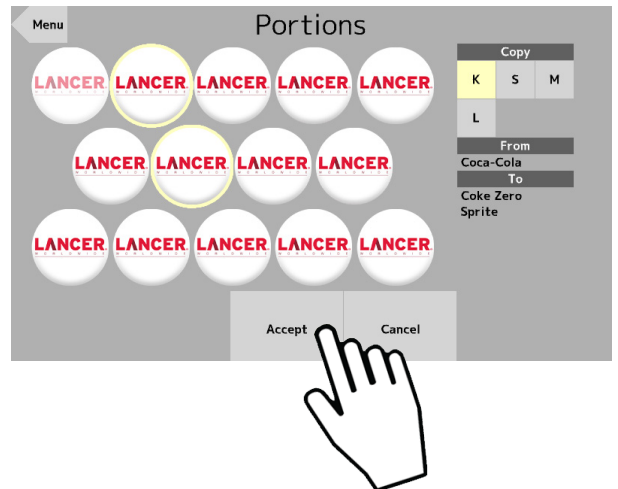 Menu
Portions
LANCER. LANCER. LANCER. LANCER. LANCER.
LANCER. LANCER. LANCER. LANCER.
LANCER. LANCER. LANCER. LANCER. LANCER.
Copy
K S M
L
From
Coca-Cola
To
Coke Zero
Sprite
Accept Cancel